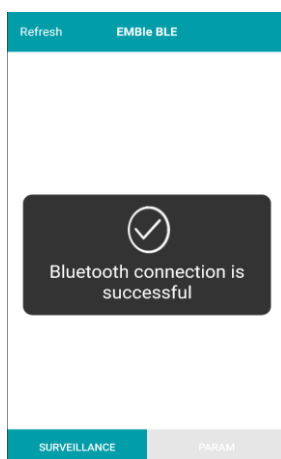 Refresh EMBle BLE
Bluetooth connection is
successful
SURVEILLANCE PARAM